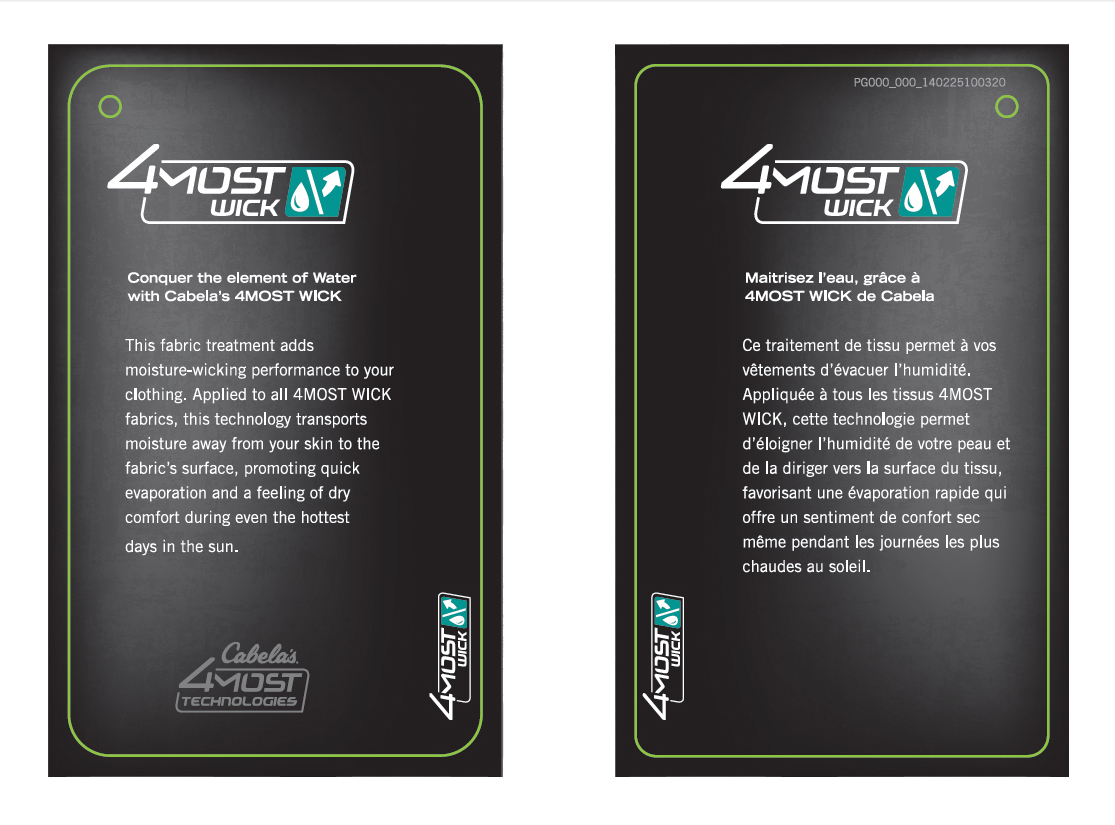 4MOST
WICK
Conquer the element of Water
with Cabela's 4MOST WICK
This fabric treatment adds
moisture-wicking performance to your
clothing. Applied to all 4MOST WICK
fabrics, this technology transports
moisture away from your skin to the
fabric's surface, promoting quick
evaporation and a feeling of dry
comfort during even the hottest
days in the sun.
Cabela's
4MOST
TECHNOLOGIES
4MOST
WICK
PG000_000_140225100320
4MOST
WICK
Maitrisez l'eau, grâce à
4MOST WICK de Cabela
Ce traitement de tissu permet à vos
vêtements d'évacuer l'humidité.
Appliquée à tous les tissus 4MOST
WICK, cette technologie permet
d'éloigner l'humidité de votre peau et
de la diriger vers la surface du tissu,
favorisant une évaporation rapide qui
offre un sentiment de confort sec
même pendant les journées les plus
chaudes au soleil.
4MOST
WICK